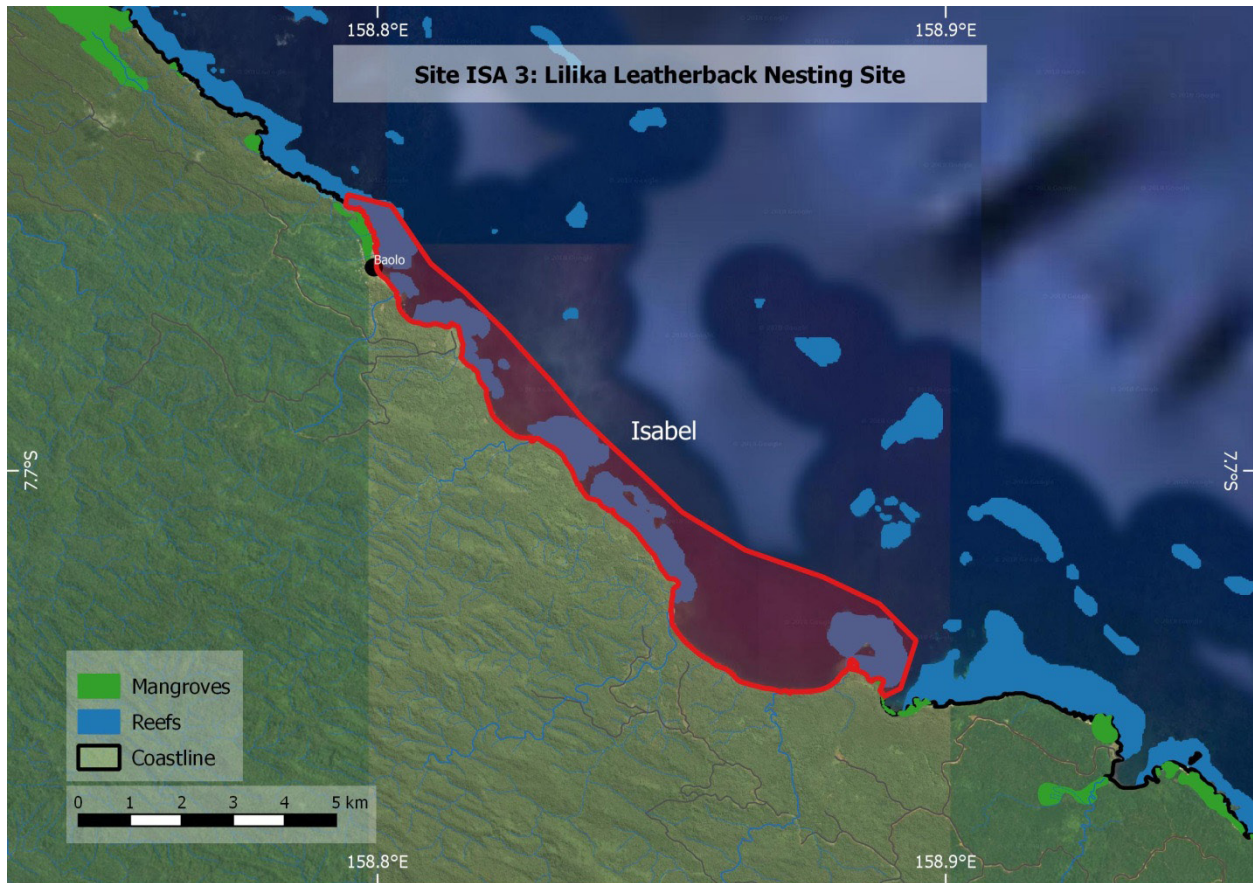 158.8°E
158.9°E
Site ISA 3: Lilika Leatherback Nesting Site
Baolo
Isabel
7.7°S
7.7°S
Mangroves
Reefs
Coastline
0 1 2 3 4 5 km
158.8°E
158.9°E